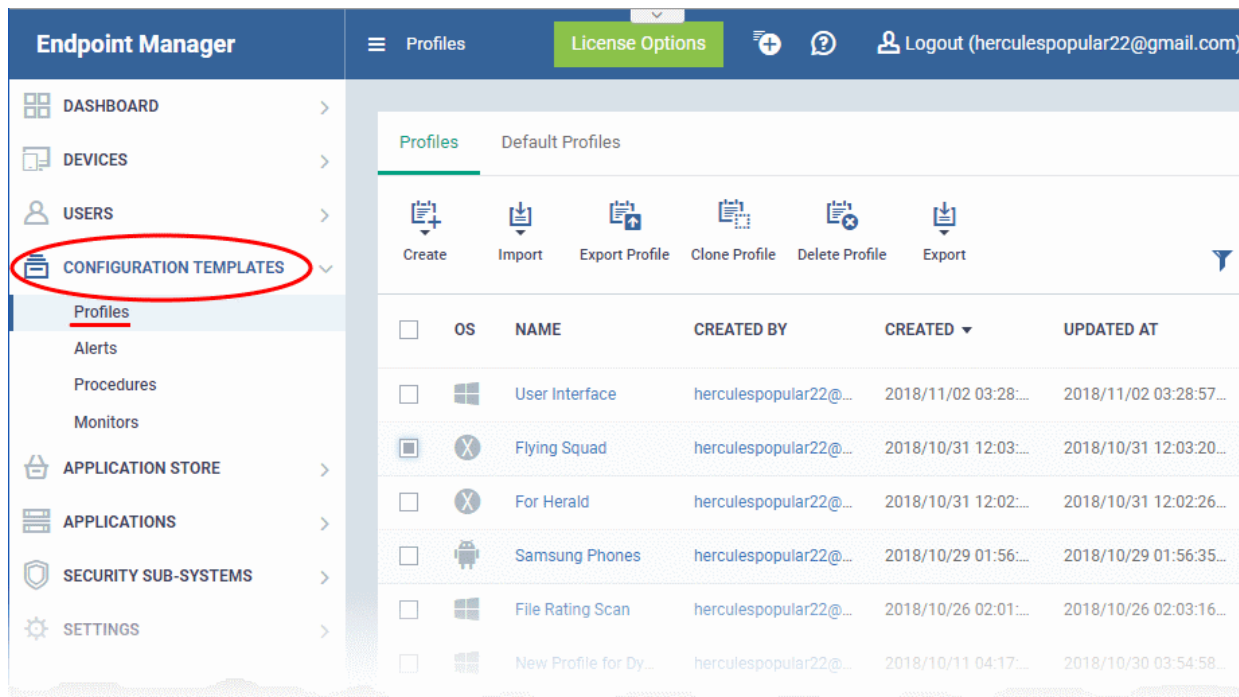 Endpoint Manager
Profiles
License Options
Logout (herculespopular22@gmail.com)
DASHBOARD
DEVICES
USERS
CONFIGURATION TEMPLATES
Profiles
Alerts
Procedures
Monitors
APPLICATION STORE
APPLICATIONS
SECURITY SUB-SYSTEMS
SETTINGS
Profiles Default Profiles
Create Import Export Profile Clone Profile Delete Profile Export
OS NAME CREATED BY CREATED UPDATED AT
User Interface herculespopular22@... 2018/11/02 03:28:... 2018/11/02 03:28:57...
Flying Squad herculespopular22@... 2018/10/31 12:03:... 2018/10/31 12:03:20...
For Herald herculespopular22@... 2018/10/31 12:02:... 2018/10/31 12:02:26...
Samsung Phones herculespopular22@... 2018/10/29 01:56:... 2018/10/29 01:56:35...
File Rating Scan herculespopular22@... 2018/10/26 02:01:... 2018/10/26 02:03:16...
New Profile for Dy... herculespopular22@... 2018/10/11 04:17:... 2018/10/30 03:54:58...